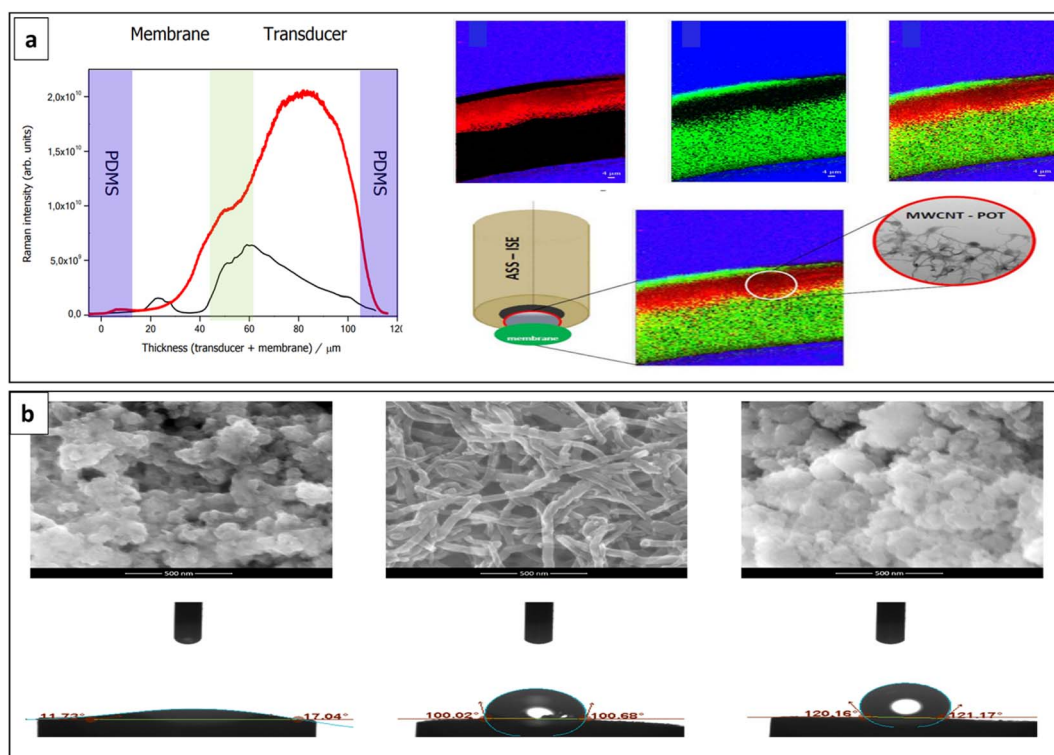 a
Membrane Transducer
2,0x10¹⁰
1,5x10¹⁰
1,0x10¹⁰
5,0x10⁹
0,0
Raman intensity (arb. units)
PDMS
PDMS
0 20 40 60 80 100 120
Thickness (transducer + membrane) / μm
4 μm
4 μm
4 μm
ASS – ISE
membrane
MWCNT - POT
b
500 nm
500 nm
500 nm
11.73° 17.04°
100.02° 100.68°
120.16° 121.17°